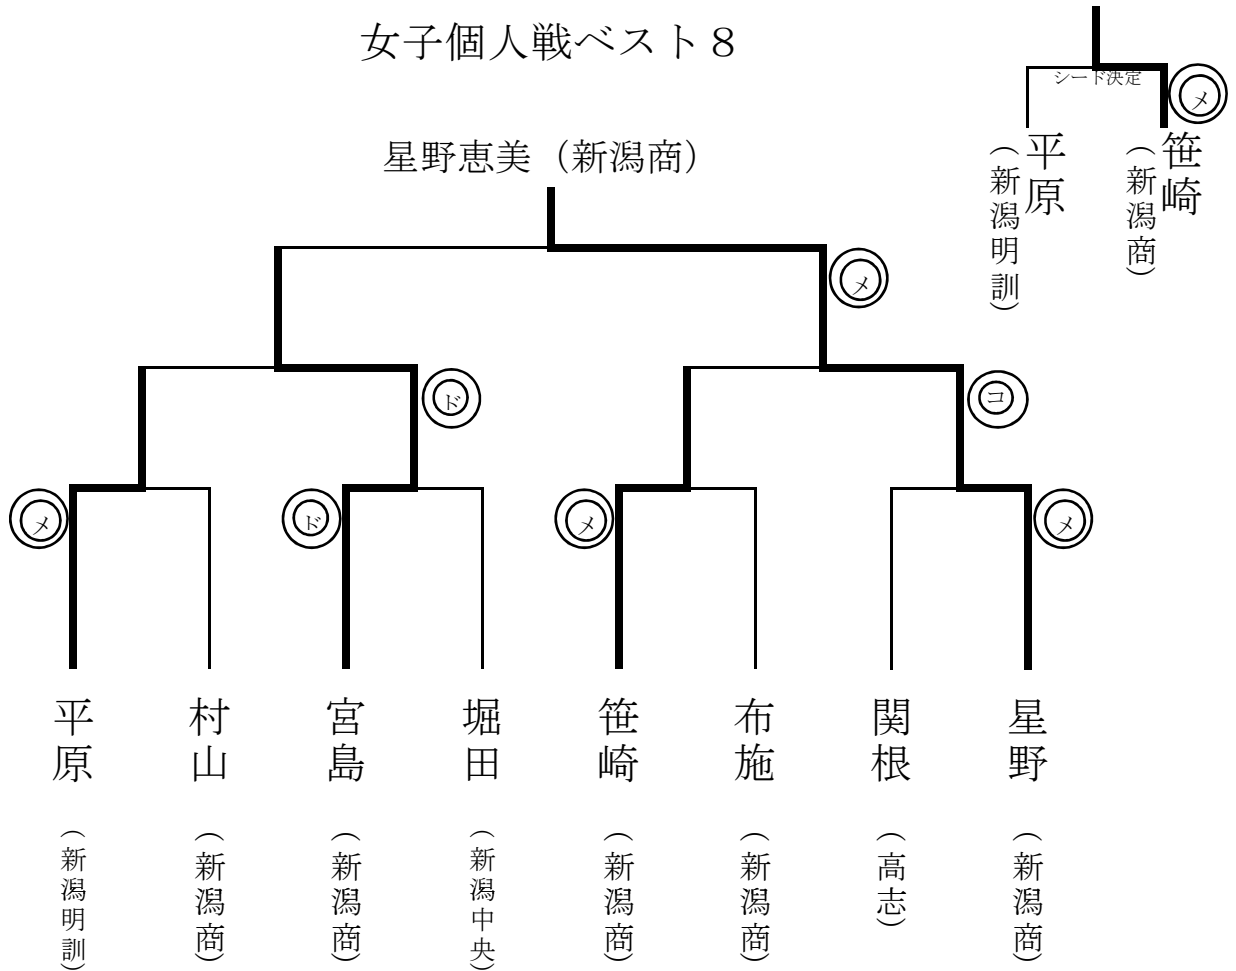 女子個人戦ベスト８
シード決定
メ
平原
（新潟明訓）
笹崎
（新潟商）
星野恵美（新潟商）
メ
ド
コ
メ
ド
メ
メ
平原
（新潟明訓）
村山
（新潟商）
宮島
（新潟商）
堀田
（新潟中央）
笹崎
（新潟商）
布施
（新潟商）
関根
（高志）
星野
（新潟商）